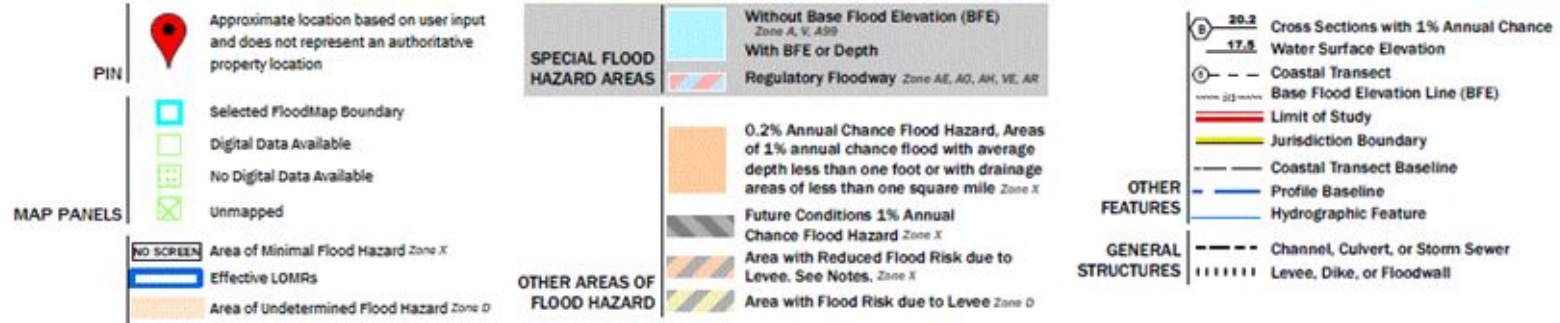 Approximate location based on user input
and does not represent an authoritative
property location
PIN
Selected FloodMap Boundary
Digital Data Available
No Digital Data Available
Unmapped
MAP PANELS
NO SCREEN Area of Minimal Flood Hazard Zone X
Effective LOMRs
Area of Undetermined Flood Hazard Zone D
Without Base Flood Elevation (BFE)
Zone A, V, A99
With BFE or Depth
Regulatory Floodway Zone AE, AO, AH, VE, AR
SPECIAL FLOOD
HAZARD AREAS
0.2% Annual Chance Flood Hazard, Areas
of 1% annual chance flood with average
depth less than one foot or with drainage
areas of less than one square mile Zone X
Future Conditions 1% Annual
Chance Flood Hazard Zone X
Area with Reduced Flood Risk due to
Levee. See Notes. Zone X
Area with Flood Risk due to Levee Zone D
OTHER AREAS OF
FLOOD HAZARD
B 20.2 Cross Sections with 1% Annual Chance
17.5 Water Surface Elevation
Coastal Transect
Base Flood Elevation Line (BFE)
Limit of Study
Jurisdiction Boundary
Coastal Transect Baseline
Profile Baseline
Hydrographic Feature
OTHER
FEATURES
Channel, Culvert, or Storm Sewer
Levee, Dike, or Floodwall
GENERAL
STRUCTURES